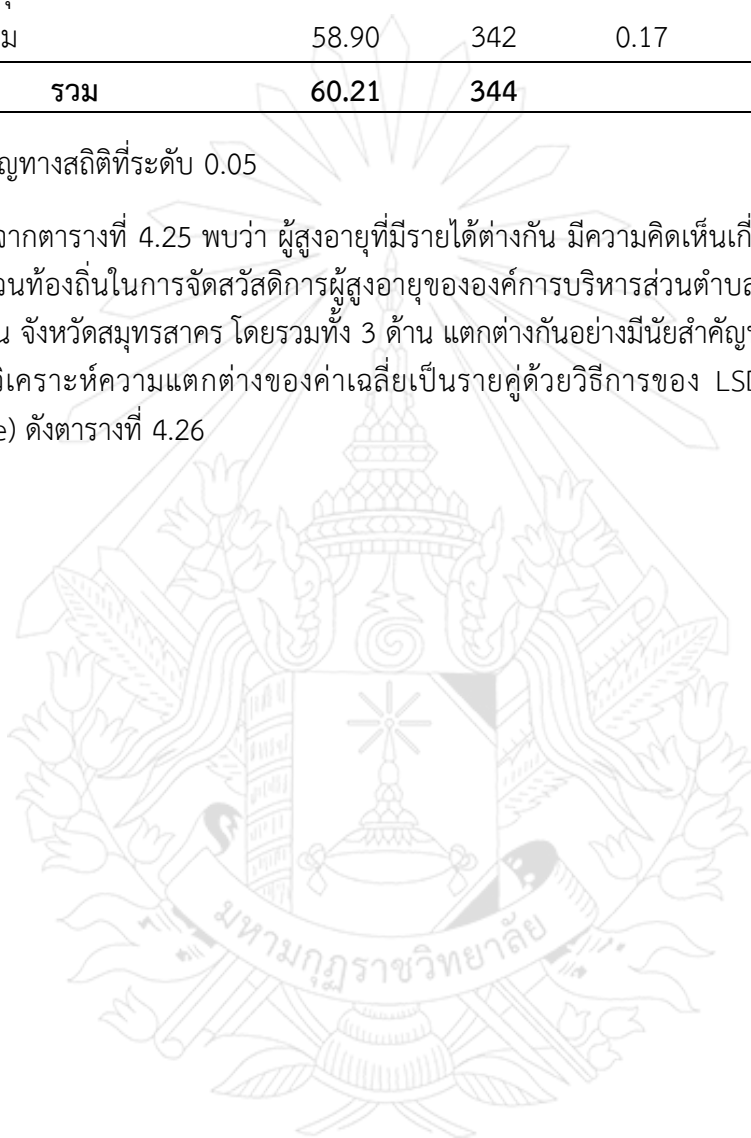 ม 58.90 342 0.17
รวม 60.21 344
ญทางสถิติที่ระดับ 0.05
จากตารางที่ 4.25 พบว่า ผู้สูงอายุที่มีรายได้ต่างกัน มีความคิดเห็นเกี่
วนท้องถิ่นในการจัดสวัสดิการผู้สูงอายุขององค์การบริหารส่วนตำบล
น จังหวัดสมุทรสาคร โดยรวมทั้ง 3 ด้าน แตกต่างกันอย่างมีนัยสำคัญ
วิเคราะห์ความแตกต่างของค่าเฉลี่ยเป็นรายคู่ด้วยวิธีการของ LSD
e) ดังตารางที่ 4.26
มหามกุฏราชวิทยาลัย